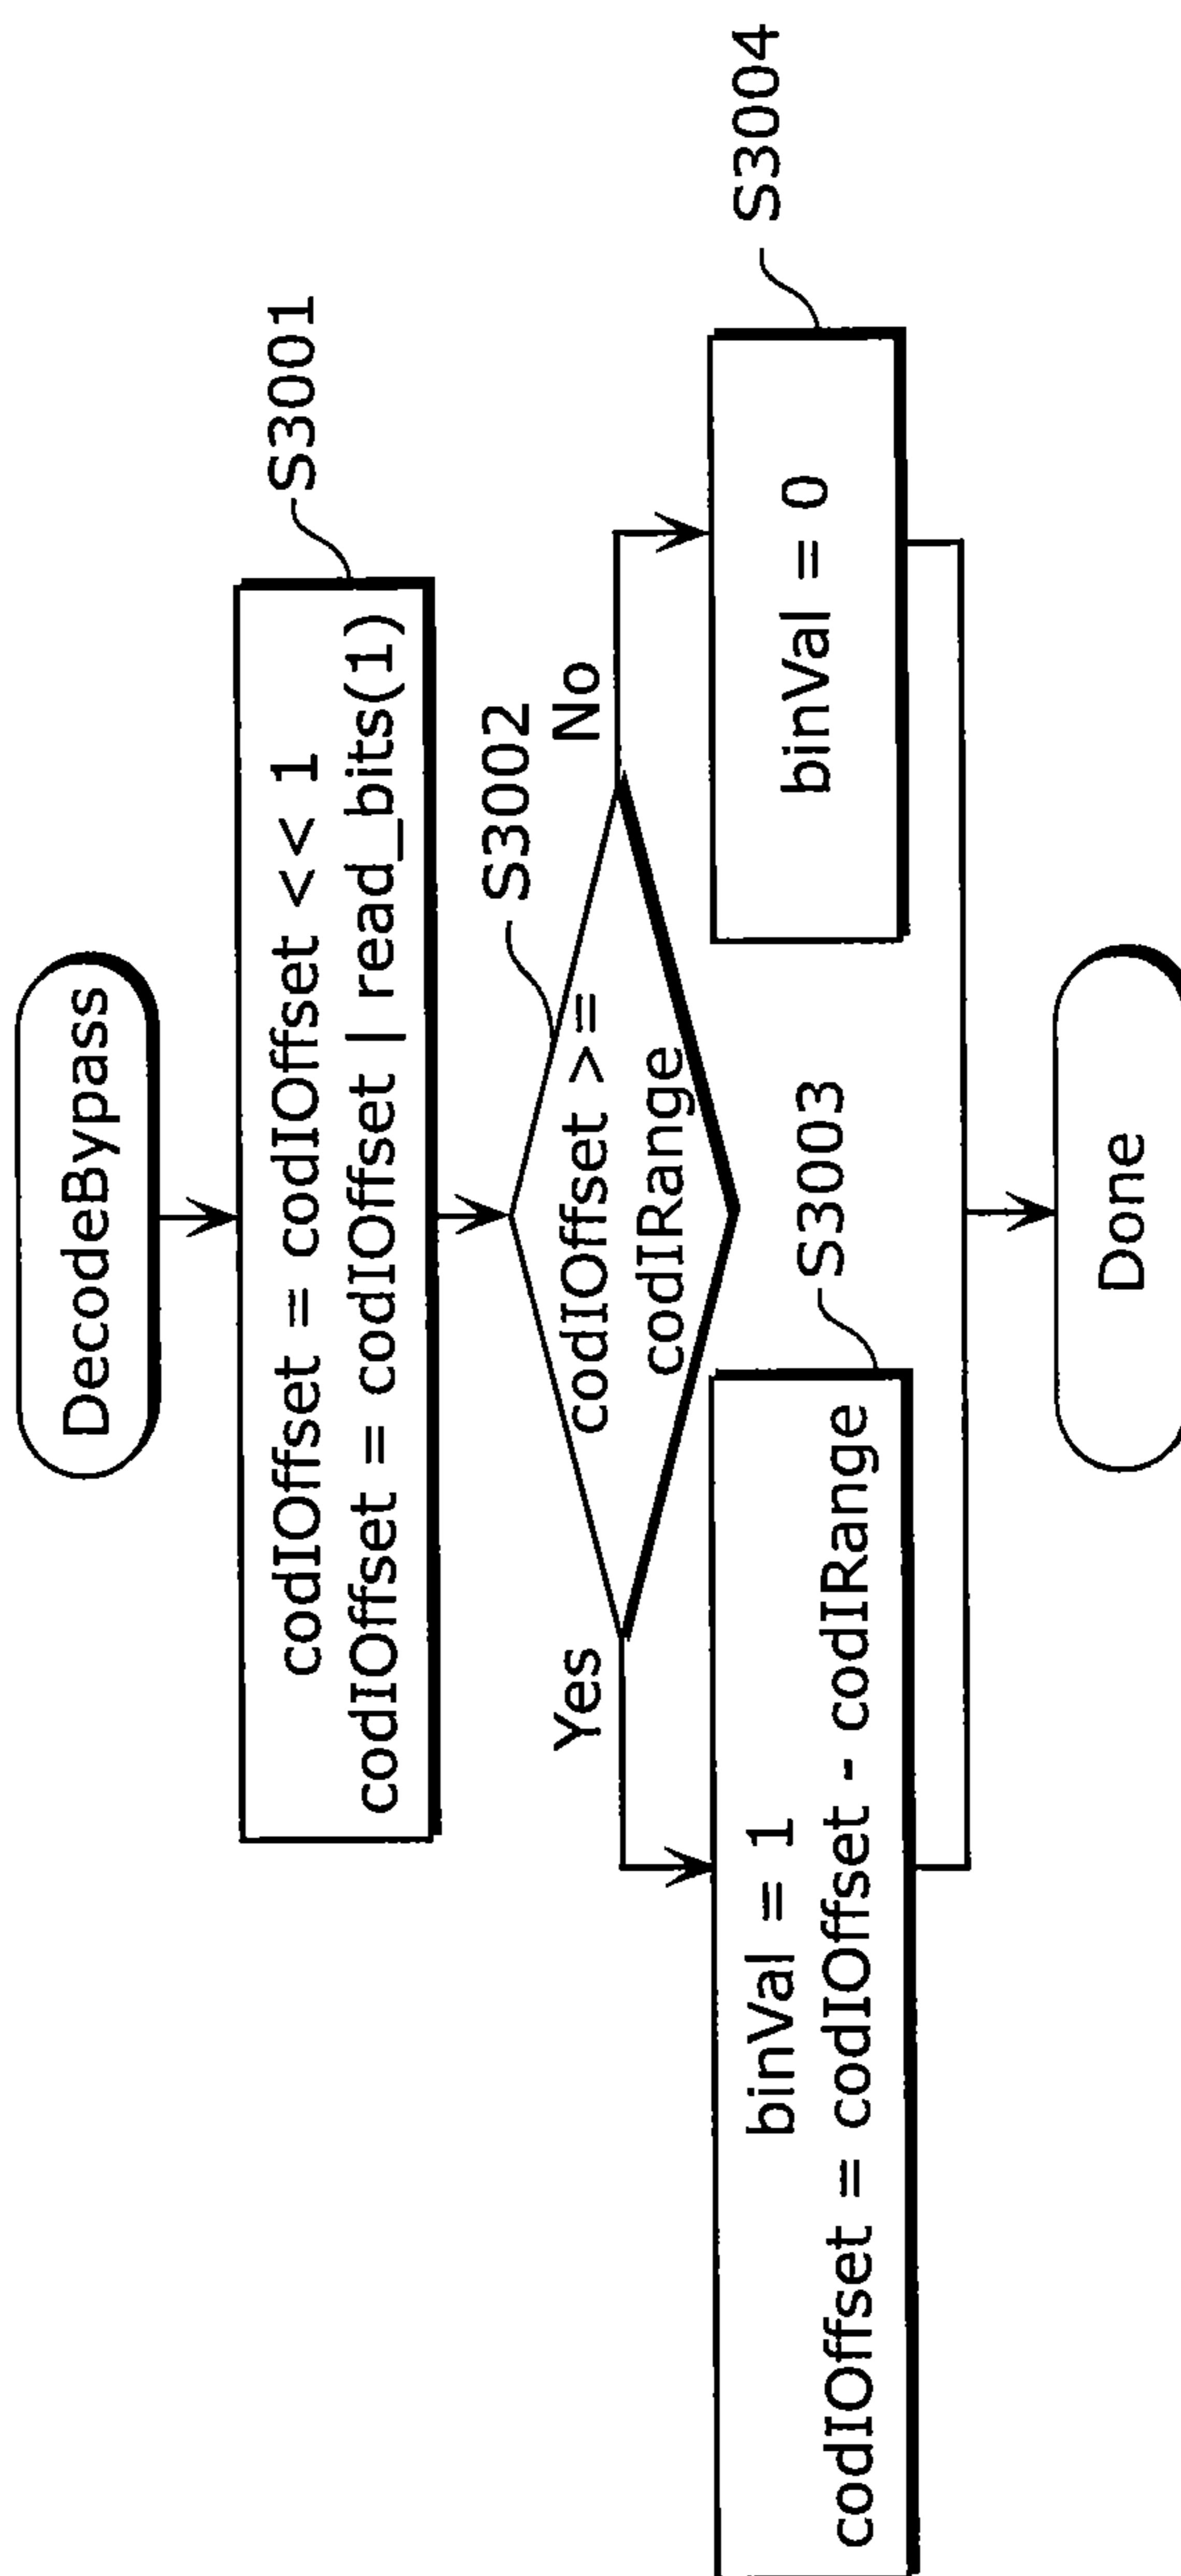 DecodeBypass
S3001
codIOffset = codIOffset << 1
codIOffset = codIOffset | read_bits(1)
S3002
codIOffset >=
codIRange
Yes
No
S3003
binVal = 1
codIOffset = codIOffset - codIRange
S3004
binVal = 0
Done